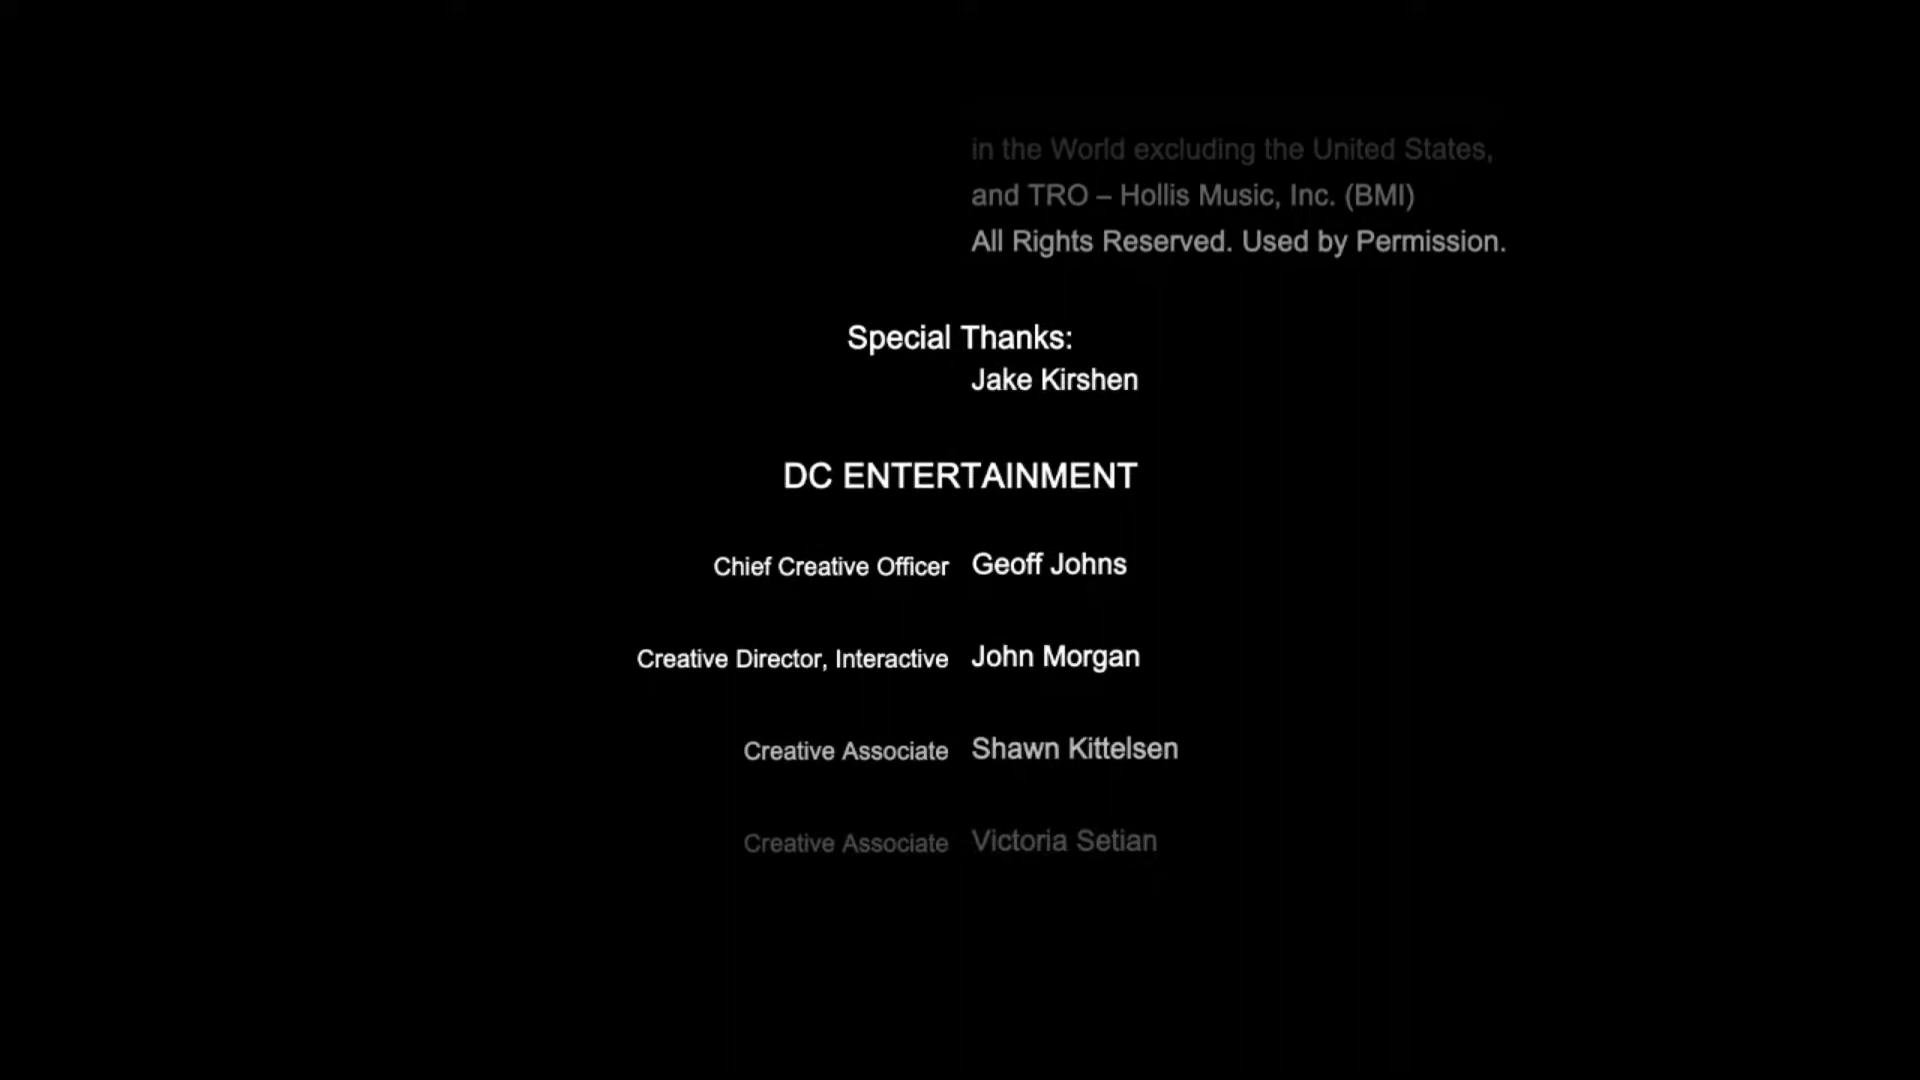 in the World excluding the United States,
and TRO – Hollis Music, Inc. (BMI)
All Rights Reserved. Used by Permission.
Special Thanks:
Jake Kirshen
DC ENTERTAINMENT
Chief Creative Officer Geoff Johns
Creative Director, Interactive John Morgan
Creative Associate Shawn Kittelsen
Creative Associate Victoria Setian